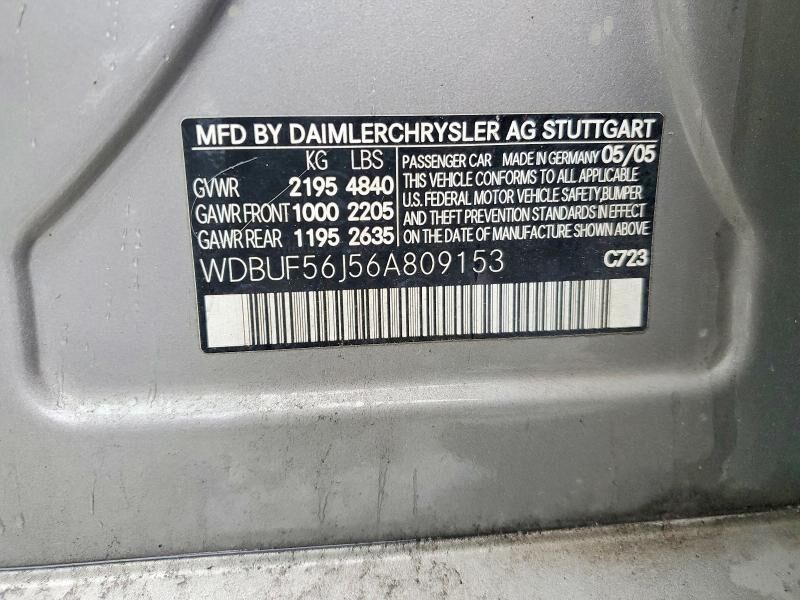 MFD BY DAIMLERCHRYSLER AG STUTTGART
KG LBS
GVWR 2195 4840
GAWR FRONT 1000 2205
GAWR REAR 1195 2635
PASSENGER CAR MADE IN GERMANY 05/05
THIS VEHICLE CONFORMS TO ALL APPLICABLE
U.S. FEDERAL MOTOR VEHICLE SAFETY,BUMPER
AND THEFT PREVENTION STANDARDS IN EFFECT
ON THE DATE OF MANUFACTURE SHOWN ABOVE
WDBUF56J56A809153 C723